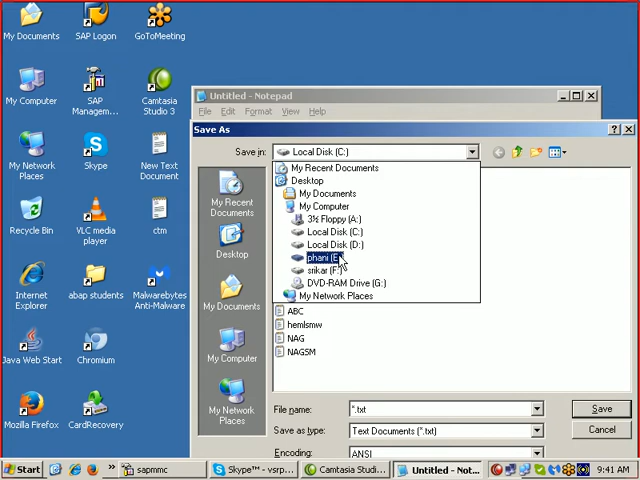 My Documents
SAP Logon
GoToMeeting
My Computer
SAP
Managem...
Camtasia
Studio 3
My Network
Places
Skype
New Text
Document
Recycle Bin
VLC media
player
ctm
Internet
Explorer
abap students
Malwarebytes
Anti-Malware
Java Web Start
Chromium
Mozilla Firefox
CardRecovery
Untitled - Notepad
File Edit Format View Help
Save As
Save in:
Local Disk (C:)
My Recent Documents
Desktop
My Documents
My Computer
3½ Floppy (A:)
Local Disk (C:)
Local Disk (D:)
phani (E
srikar (F:)
DVD-RAM Drive (G:)
My Network Places
My Recent
Documents
Desktop
My Documents
My Computer
My Network
Places
ABC
hemlsmw
NAG
NAGSM
File name:
*.txt
Save
Save as type:
Text Documents (*.txt)
Cancel
Encoding:
ANSI
Start
sapmmc
Skype™ - vsrp...
Camtasia Studi...
Untitled - Not...
9:41 AM